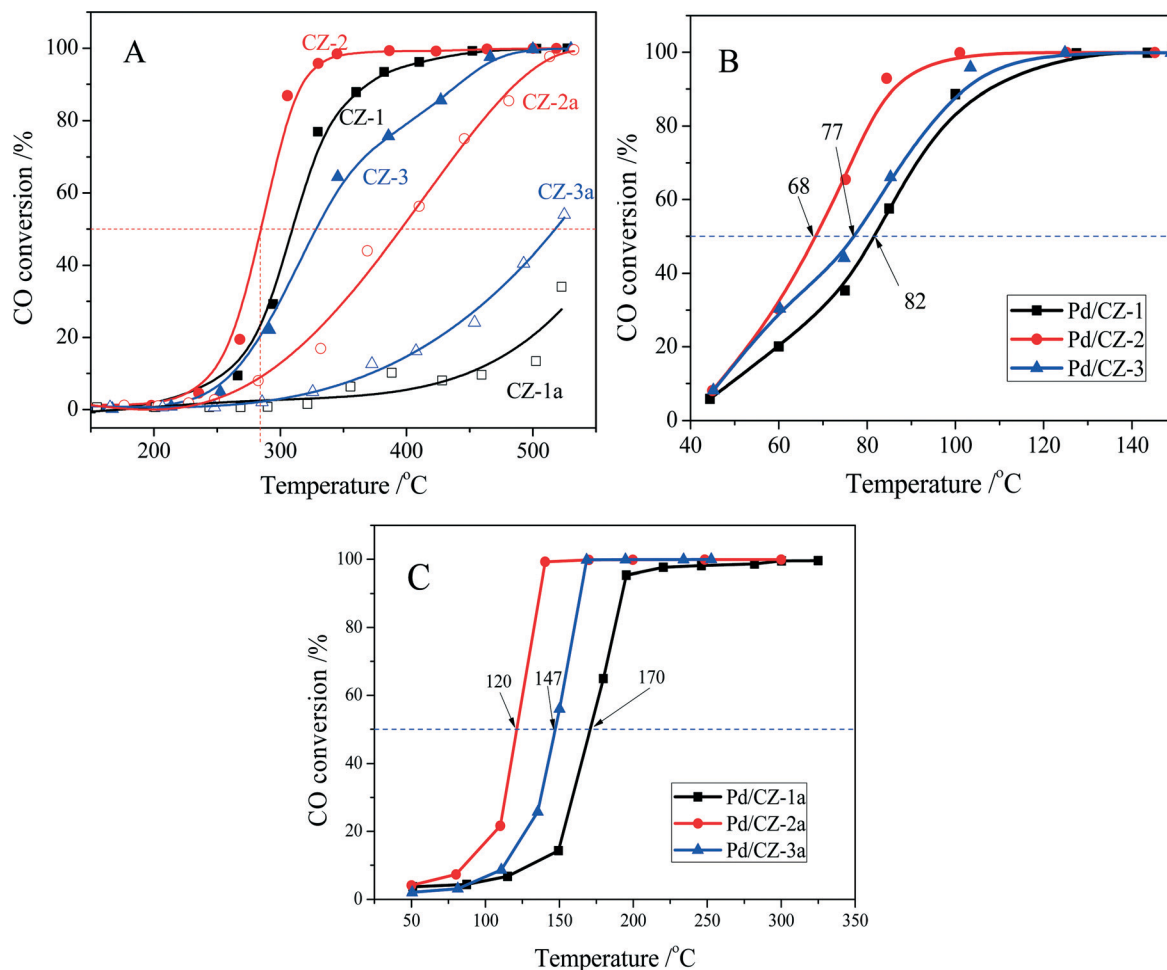 A
CZ-2
CZ-1
CZ-2a
CZ-3
CZ-3a
CZ-1a
CO conversion /%
100
80
60
40
20
0
200
300
400
500
Temperature /°C
B
77
68
82
Pd/CZ-1
Pd/CZ-2
Pd/CZ-3
CO conversion /%
100
80
60
40
20
0
40
60
80
100
120
140
Temperature /°C
C
120
147
170
Pd/CZ-1a
Pd/CZ-2a
Pd/CZ-3a
CO conversion /%
100
80
60
40
20
0
50
100
150
200
250
300
350
Temperature /°C